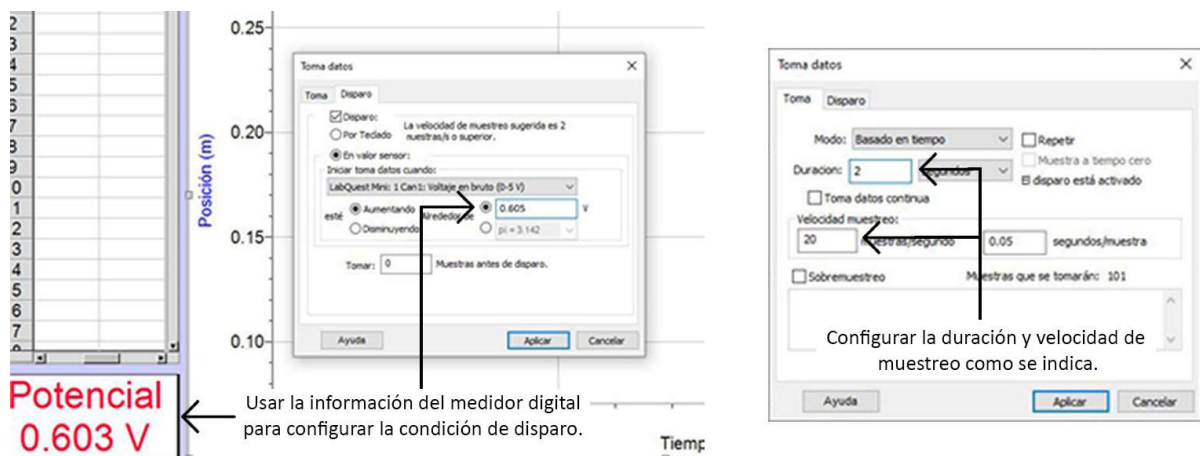 2
3
4
5
6
7
8
9
0
1
2
3
4
5
6
7
Potencial
0.603 V
0.25
0.20
0.15
0.10
Posición (m)
Tiemp
Toma datos
Toma Disparo
Disparo:
La velocidad de muestreo sugerida es 2
muestras/s o superior.
Por Teclado
En valor sensor:
Iniciar toma datos cuando:
LabQuest Mini: 1 Can1: Voltaje en bruto (0-5 V)
esté Aumentando Alrededor de 0.605 V
Disminuyendo pi = 3.142
Tomar: 0 Muestras antes de disparo.
Ayuda Aplicar Cancelar
Usar la información del medidor digital
para configurar la condición de disparo.
Toma datos
Toma Disparo
Modo: Basado en tiempo Repetir
Muestra a tiempo cero
Duracion: 2 segundos
El disparo está activado
Toma datos continua
Velocidad muestreo:
20 muestras/segundo 0.05 segundos/muestra
Sobremuestreo Muestras que se tomarán: 101
Configurar la duración y velocidad de
muestreo como se indica.
Ayuda Aplicar Cancelar